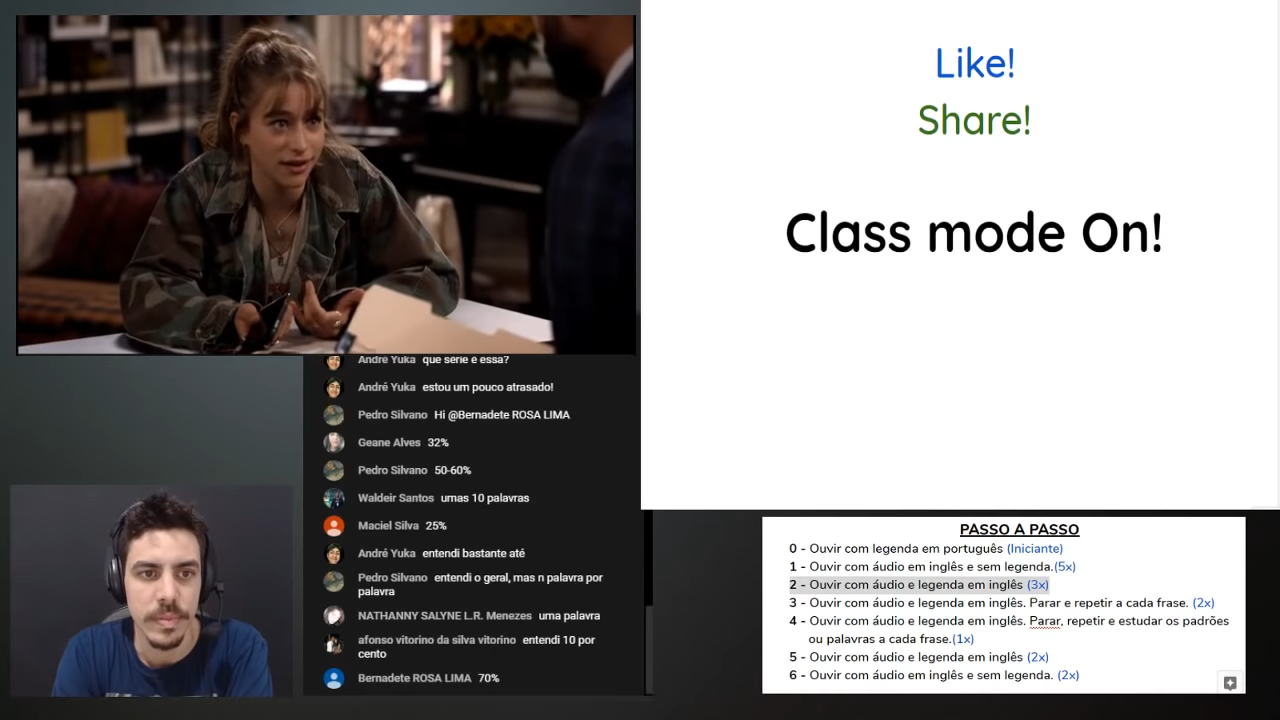 Like!
Share!
Class mode On!
André Yuka que série é essa?
André Yuka estou um pouco atrasado!
Pedro Silvano Hi @Bernadete ROSA LIMA
Geane Alves 32%
Pedro Silvano 50-60%
Waldeir Santos umas 10 palavras
Maciel Silva 25%
André Yuka entendi bastante até
Pedro Silvano entendi o geral, mas n palavra por
palavra
NATHANNY SALYNE L.R. Menezes uma palavra
afonso vitorino da silva vitorino entendi 10 por
cento
Bernadete ROSA LIMA 70%
PASSO A PASSO
0 - Ouvir com legenda em português (Iniciante)
1 - Ouvir com áudio em inglês e sem legenda.(5x)
2 - Ouvir com áudio e legenda em inglês (3x)
3 - Ouvir com áudio e legenda em inglês. Parar e repetir a cada frase. (2x)
4 - Ouvir com áudio e legenda em inglês. Parar, repetir e estudar os padrões
ou palavras a cada frase.(1x)
5 - Ouvir com áudio e legenda em inglês (2x)
6 - Ouvir com áudio em inglês e sem legenda. (2x)